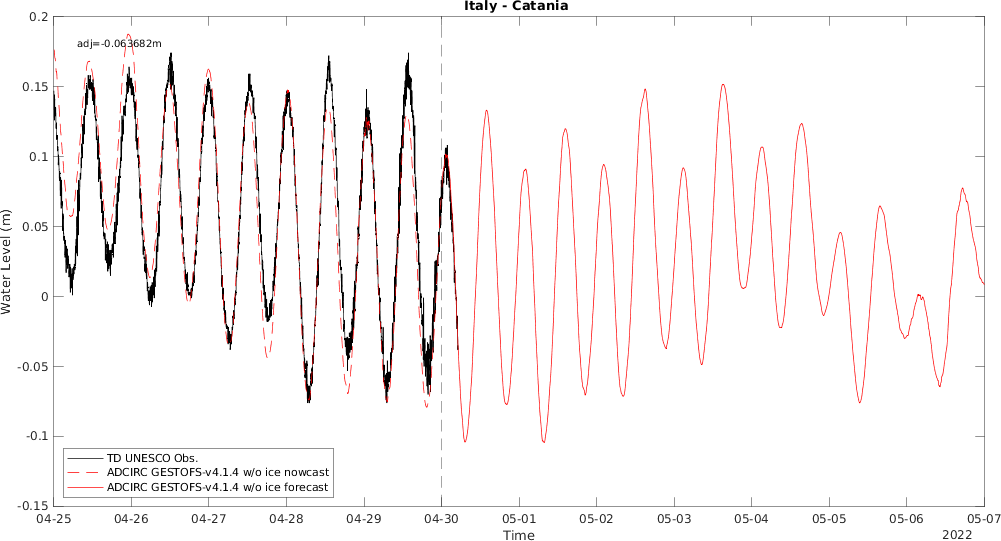 Italy - Catania
adj=-0.063682m
Water Level (m)
0.2
0.15
0.1
0.05
0
-0.05
-0.1
-0.15
TD UNESCO Obs.
ADCIRC GESTOFS-v4.1.4 w/o ice nowcast
ADCIRC GESTOFS-v4.1.4 w/o ice forecast
04-25 04-26 04-27 04-28 04-29 04-30 05-01 05-02 05-03 05-04 05-05 05-06 05-07
Time
2022